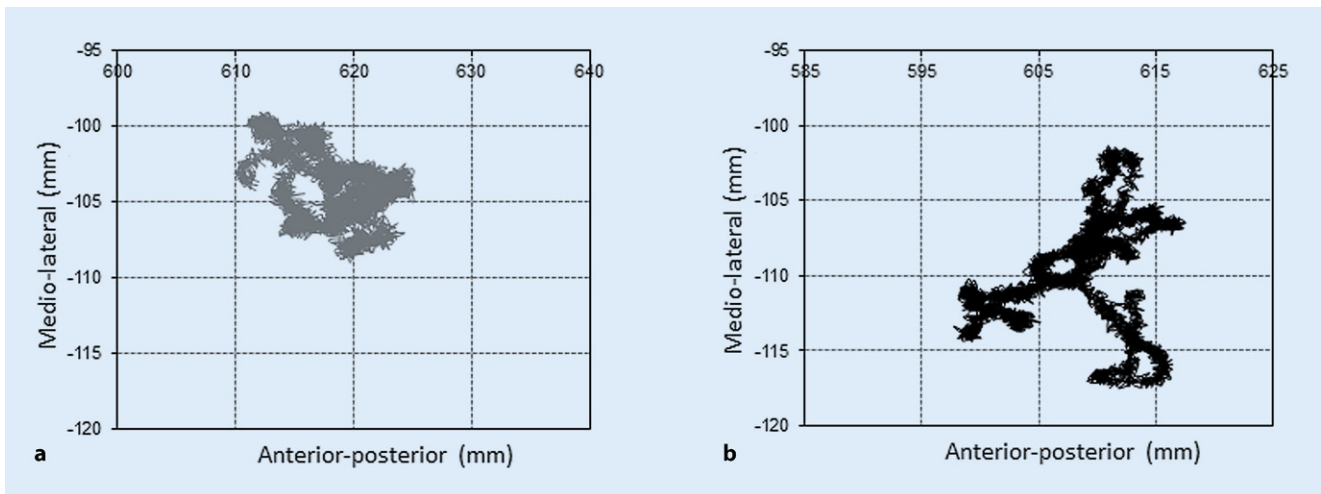 -95
600 610 620 630 640
-100
-105
-110
-115
-120
Medio-lateral (mm)
a Anterior-posterior (mm)
-95
585 595 605 615 625
-100
-105
-110
-115
-120
Medio-lateral (mm)
b Anterior-posterior (mm)